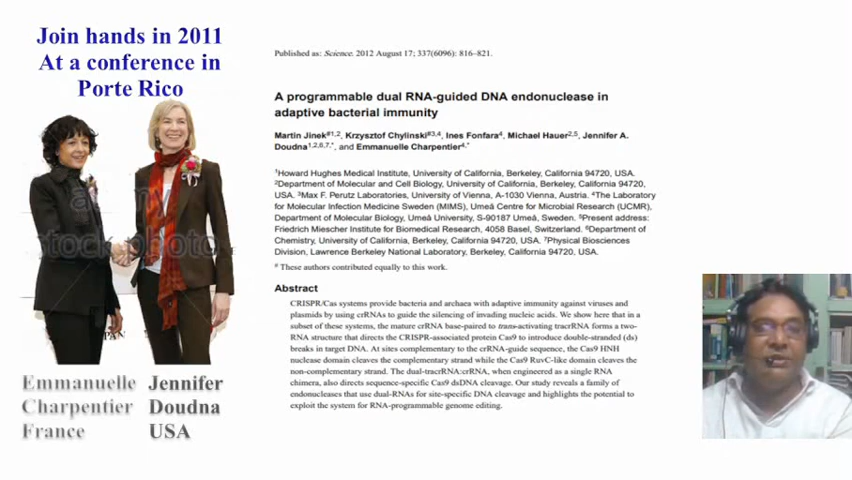 Join hands in 2011
At a conference in
Porte Rico
alamy
stock photo
PAN
Emmanuelle
Charpentier
France
Jennifer
Doudna
USA
Published as: Science. 2012 August 17; 337(6096): 816–821.
A programmable dual RNA-guided DNA endonuclease in
adaptive bacterial immunity
Martin Jinek#1,2, Krzysztof Chylinski#3,4, Ines Fonfara4, Michael Hauer2,5, Jennifer A.
Doudna1,2,6,7,*, and Emmanuelle Charpentier4,*
1Howard Hughes Medical Institute, University of California, Berkeley, California 94720, USA.
2Department of Molecular and Cell Biology, University of California, Berkeley, California 94720,
USA. 3Max F. Perutz Laboratories, University of Vienna, A-1030 Vienna, Austria. 4The Laboratory
for Molecular Infection Medicine Sweden (MIMS), Umeå Centre for Microbial Research (UCMR),
Department of Molecular Biology, Umeå University, S-90187 Umeå, Sweden. 5Present address:
Friedrich Miescher Institute for Biomedical Research, 4058 Basel, Switzerland. 6Department of
Chemistry, University of California, Berkeley, California 94720, USA. 7Physical Biosciences
Division, Lawrence Berkeley National Laboratory, Berkeley, California 94720, USA.
# These authors contributed equally to this work.
Abstract
CRISPR/Cas systems provide bacteria and archaea with adaptive immunity against viruses and
plasmids by using crRNAs to guide the silencing of invading nucleic acids. We show here that in a
subset of these systems, the mature crRNA base-paired to trans-activating tracrRNA forms a two-
RNA structure that directs the CRISPR-associated protein Cas9 to introduce double-stranded (ds)
breaks in target DNA. At sites complementary to the crRNA-guide sequence, the Cas9 HNH
nuclease domain cleaves the complementary strand while the Cas9 RuvC-like domain cleaves the
non-complementary strand. The dual-tracrRNA:crRNA, when engineered as a single RNA
chimera, also directs sequence-specific Cas9 dsDNA cleavage. Our study reveals a family of
endonucleases that use dual-RNAs for site-specific DNA cleavage and highlights the potential to
exploit the system for RNA-programmable genome editing.